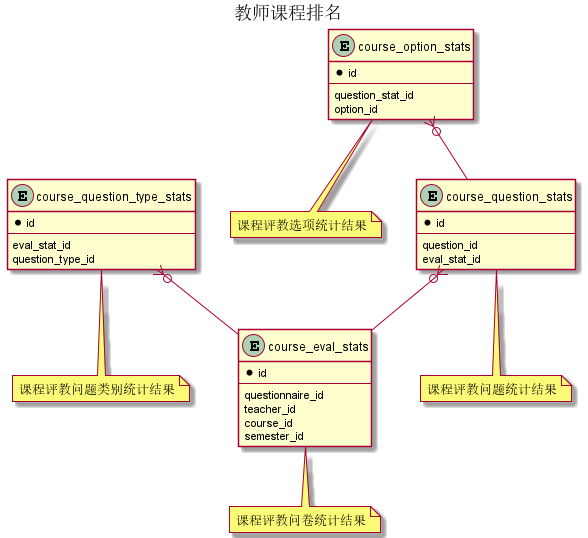 教师课程排名
E course_option_stats
id
question_stat_id
option_id
E course_question_type_stats
id
eval_stat_id
question_type_id
课程评教选项统计结果
E course_question_stats
id
question_id
eval_stat_id
E course_eval_stats
id
questionnaire_id
teacher_id
course_id
semester_id
课程评教问题类别统计结果
课程评教问题统计结果
课程评教问卷统计结果